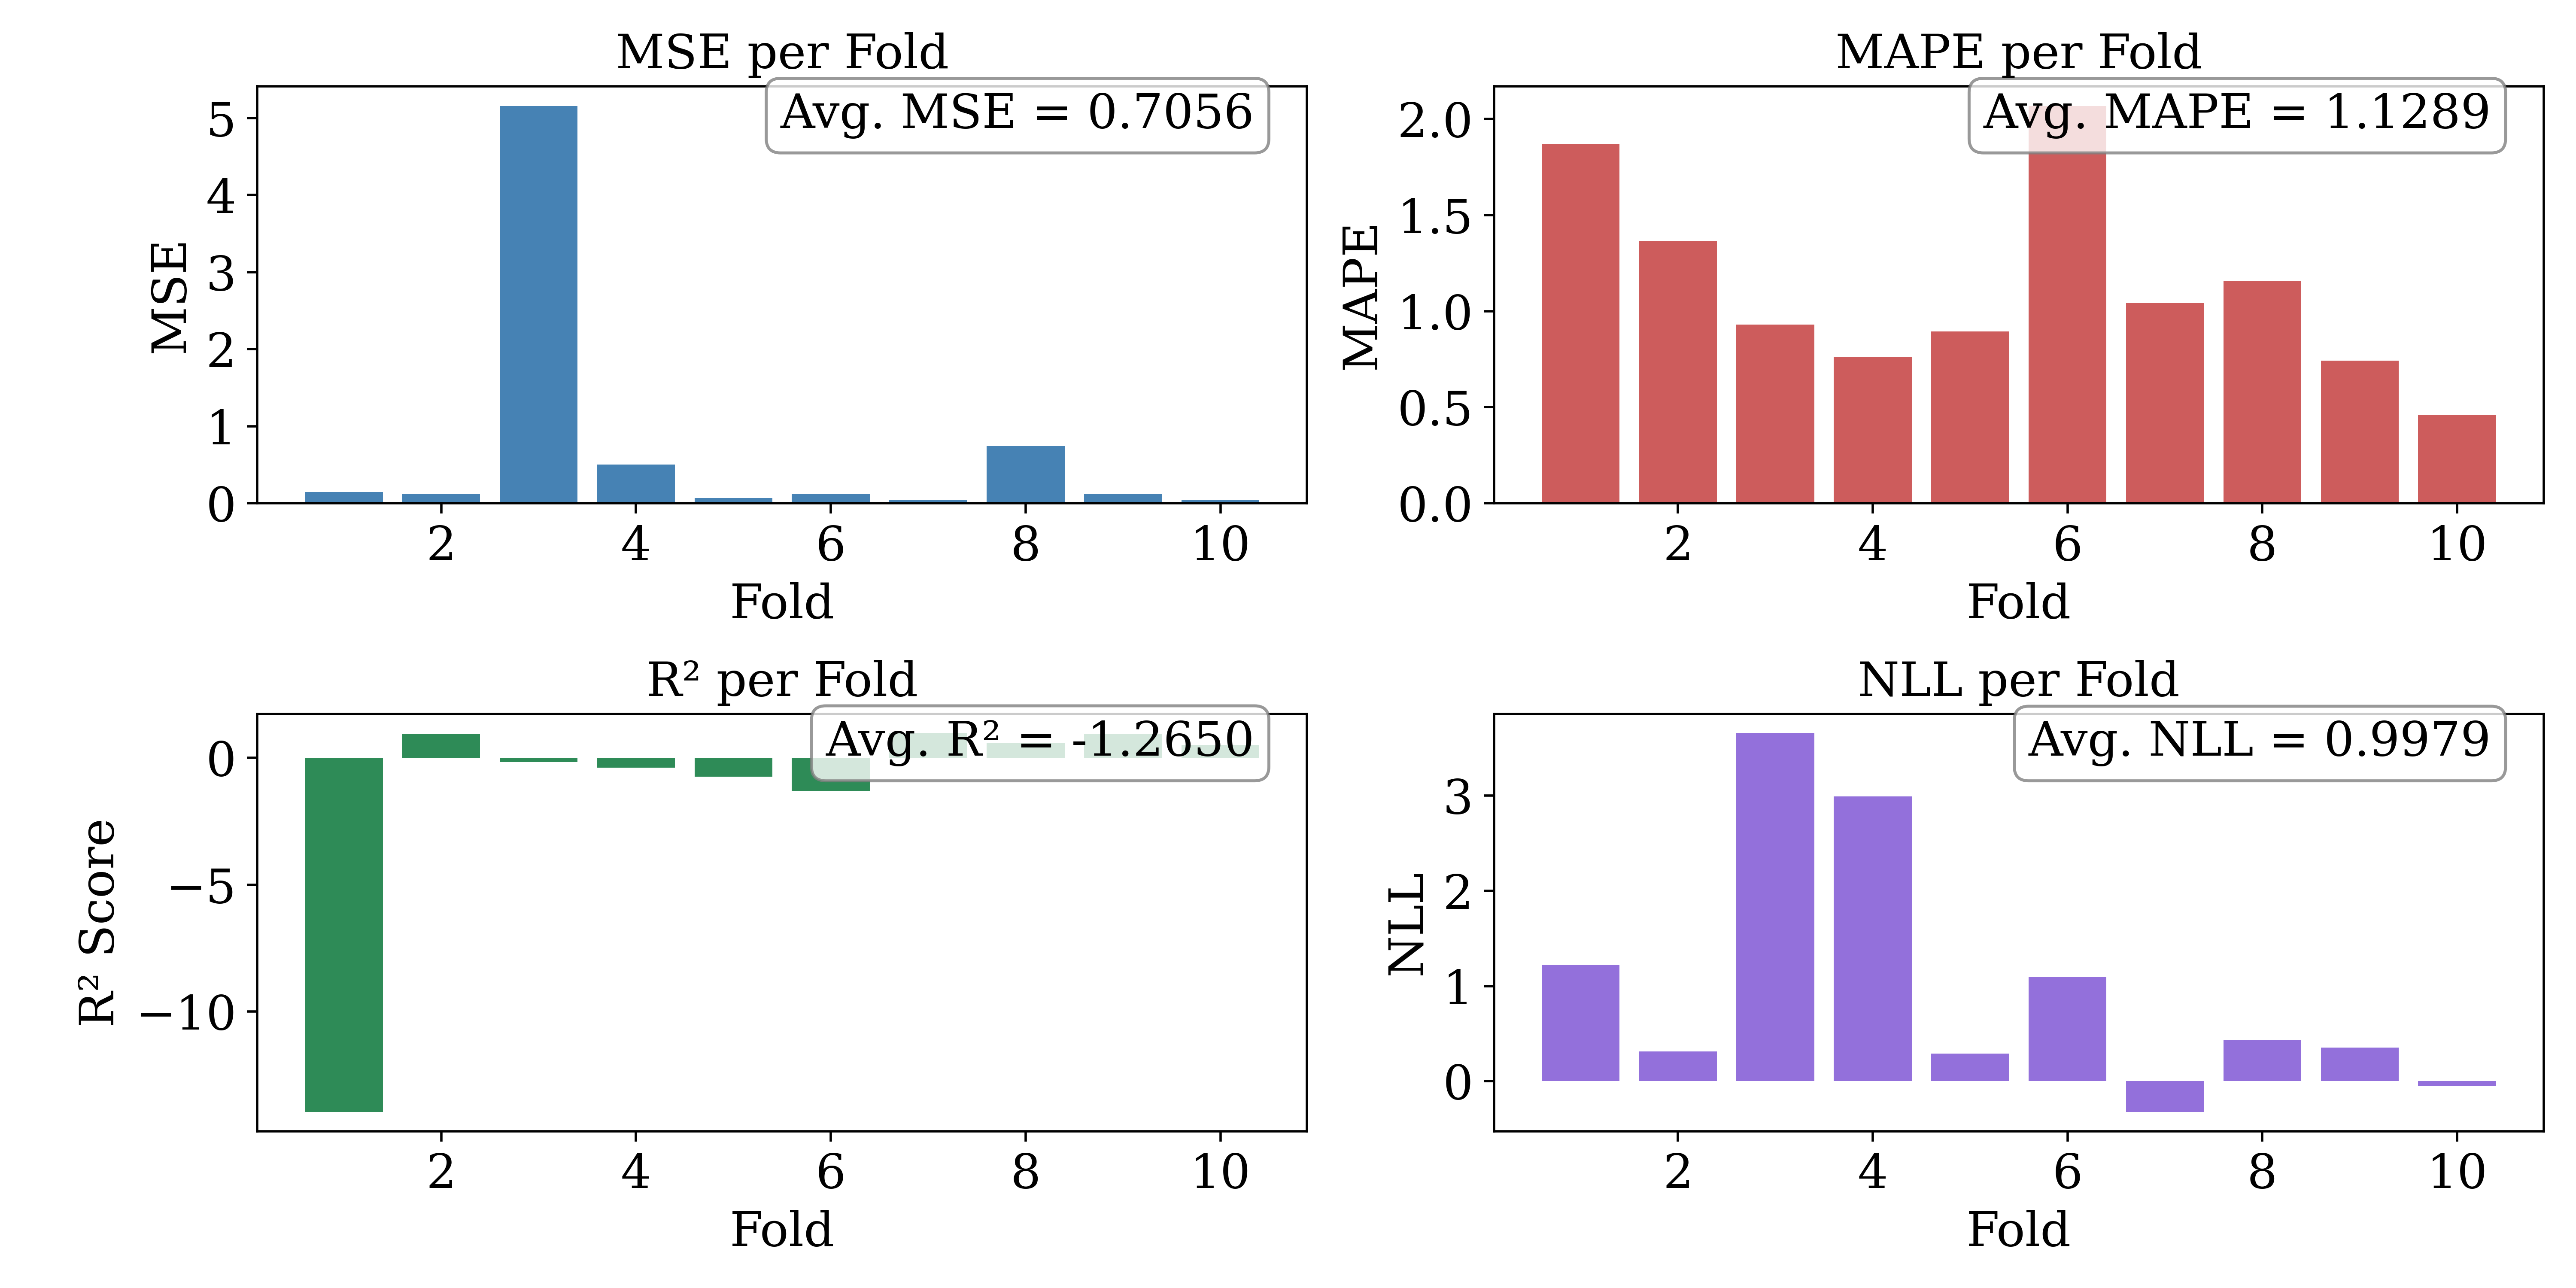 MSE per Fold
Avg. MSE = 0.7056
MSE
5
4
3
2
1
0
2 4 6 8 10
Fold
MAPE per Fold
Avg. MAPE = 1.1289
MAPE
2.0
1.5
1.0
0.5
0.0
2 4 6 8 10
Fold
R² per Fold
Avg. R² = -1.2650
R² Score
0
−5
−10
2 4 6 8 10
Fold
NLL per Fold
Avg. NLL = 0.9979
NLL
3
2
1
0
2 4 6 8 10
Fold